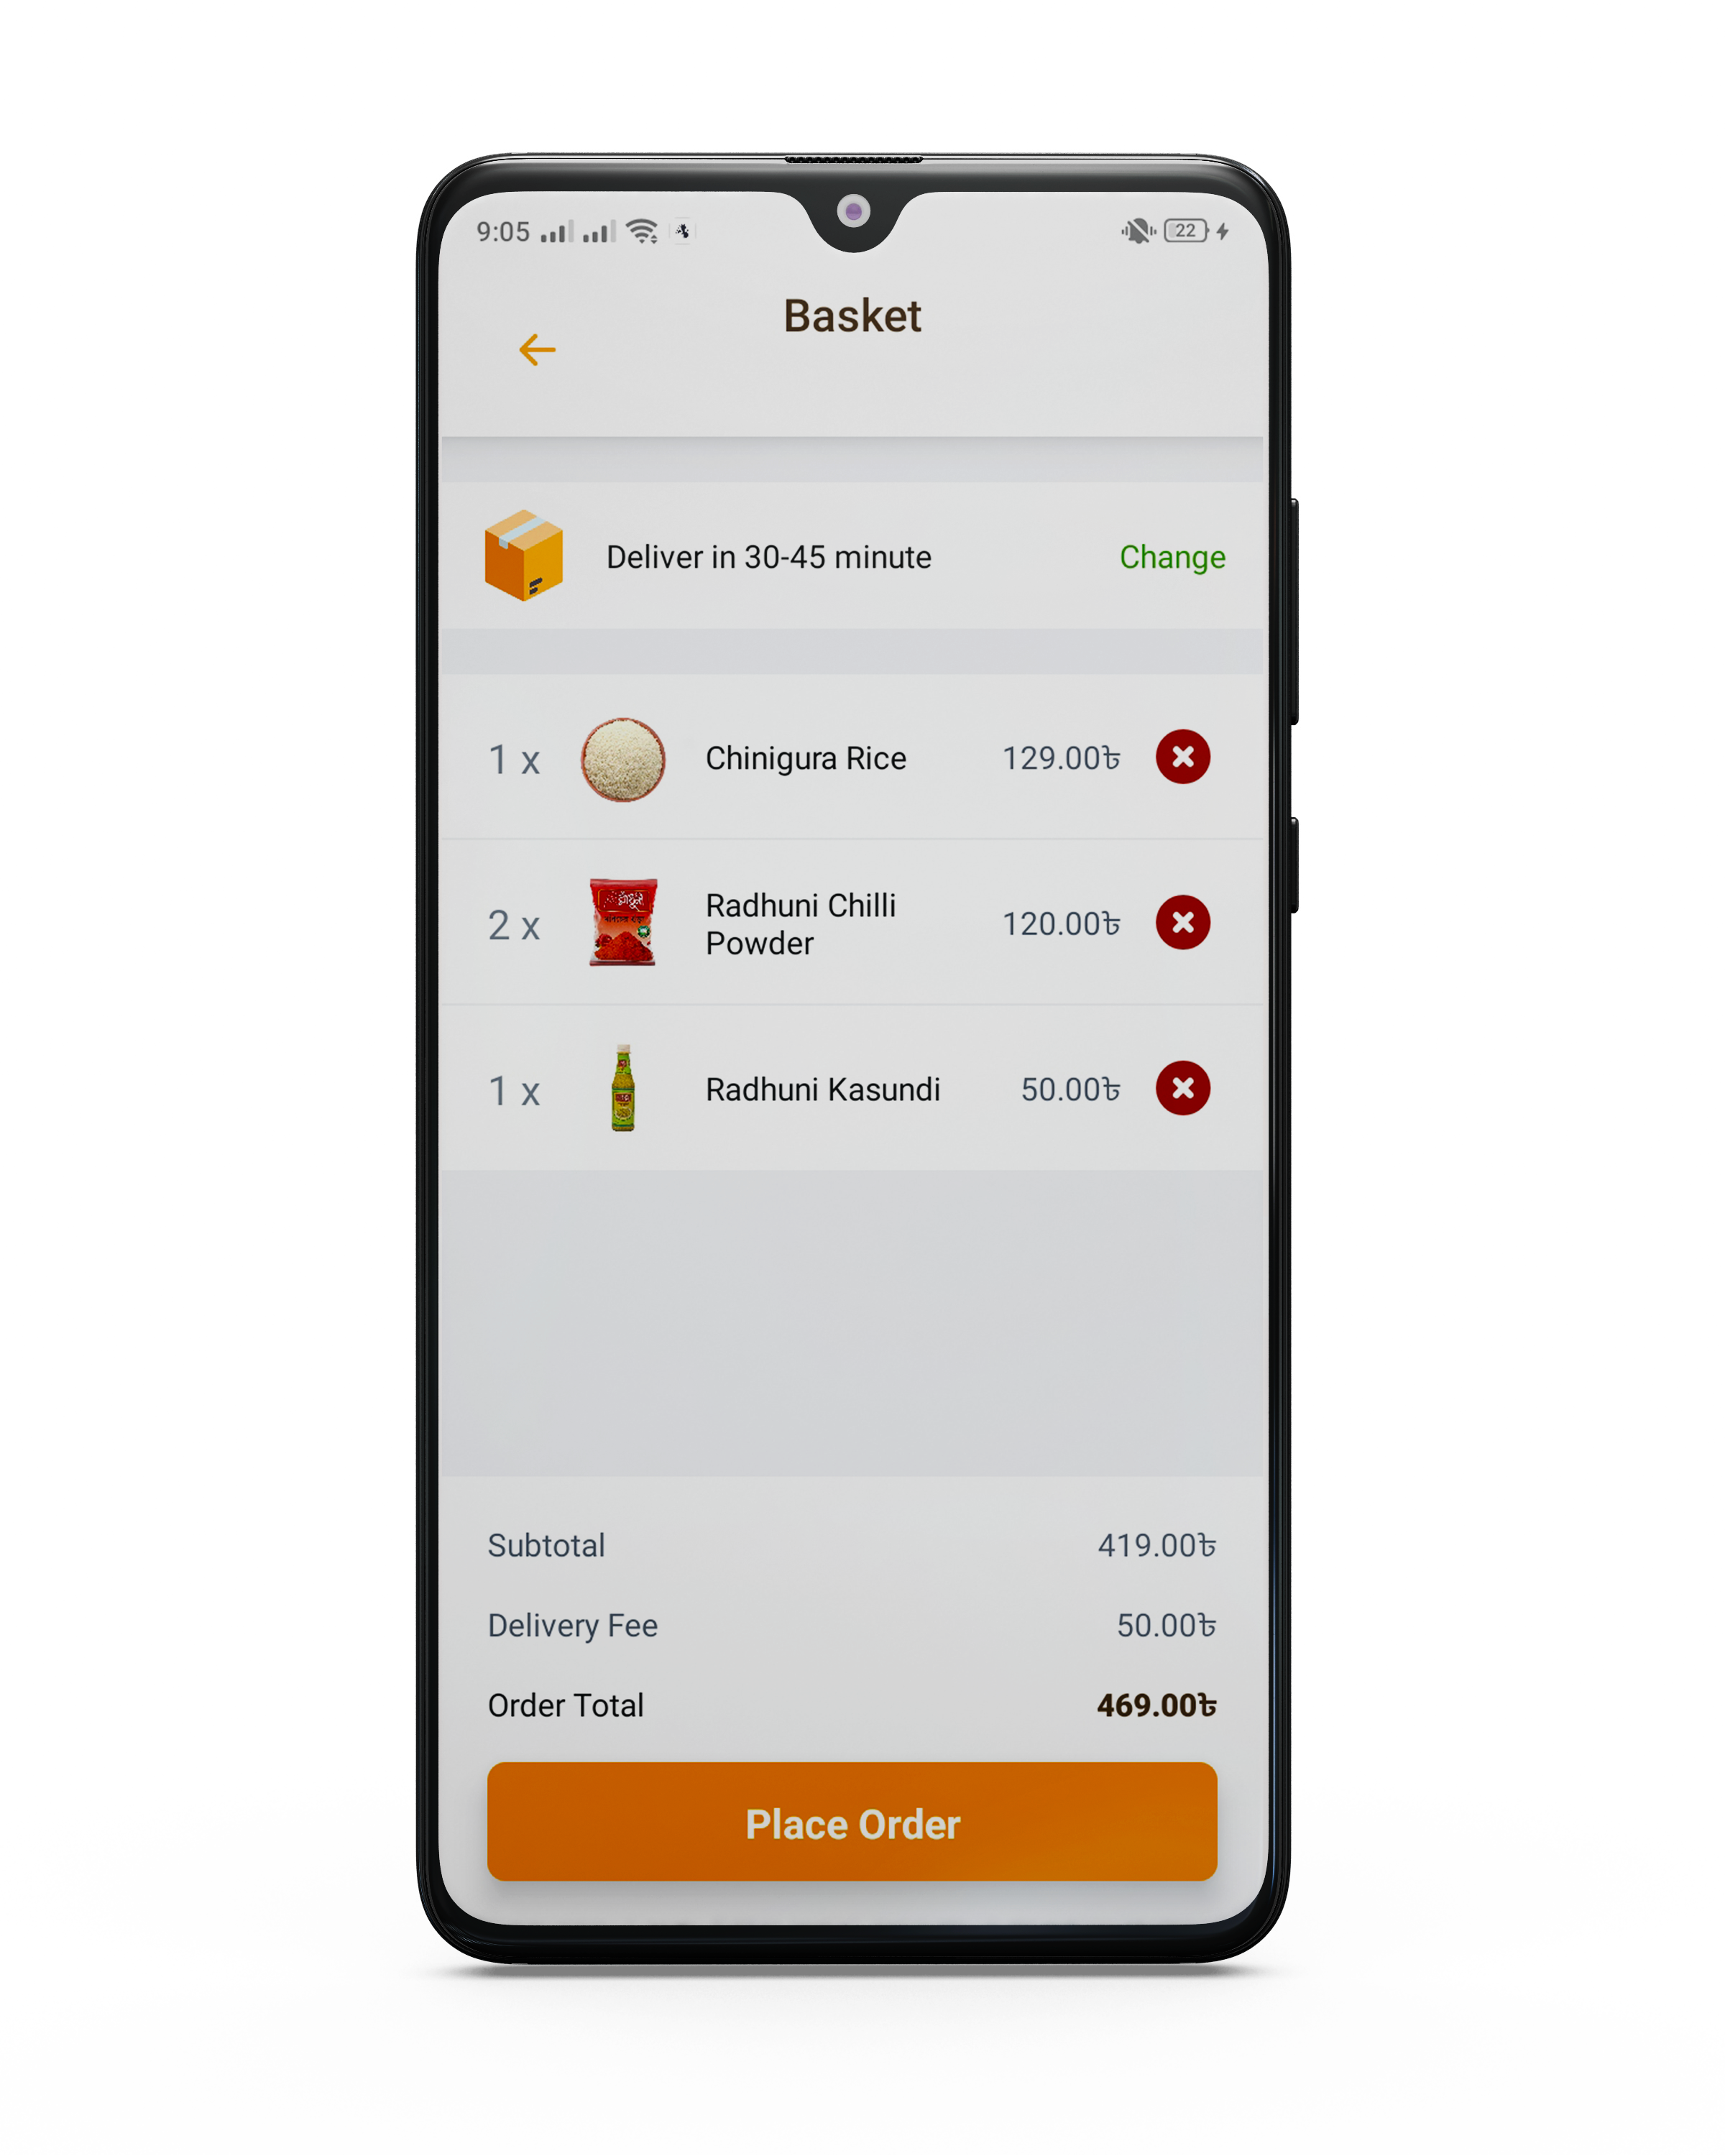 9:05
22
Basket
Deliver in 30-45 minute
Change
1 x
Chinigura Rice
129.00৳
2 x
Radhuni Chilli
Powder
120.00৳
1 x
Radhuni Kasundi
50.00৳
Subtotal
419.00৳
Delivery Fee
50.00৳
Order Total
469.00৳
Place Order